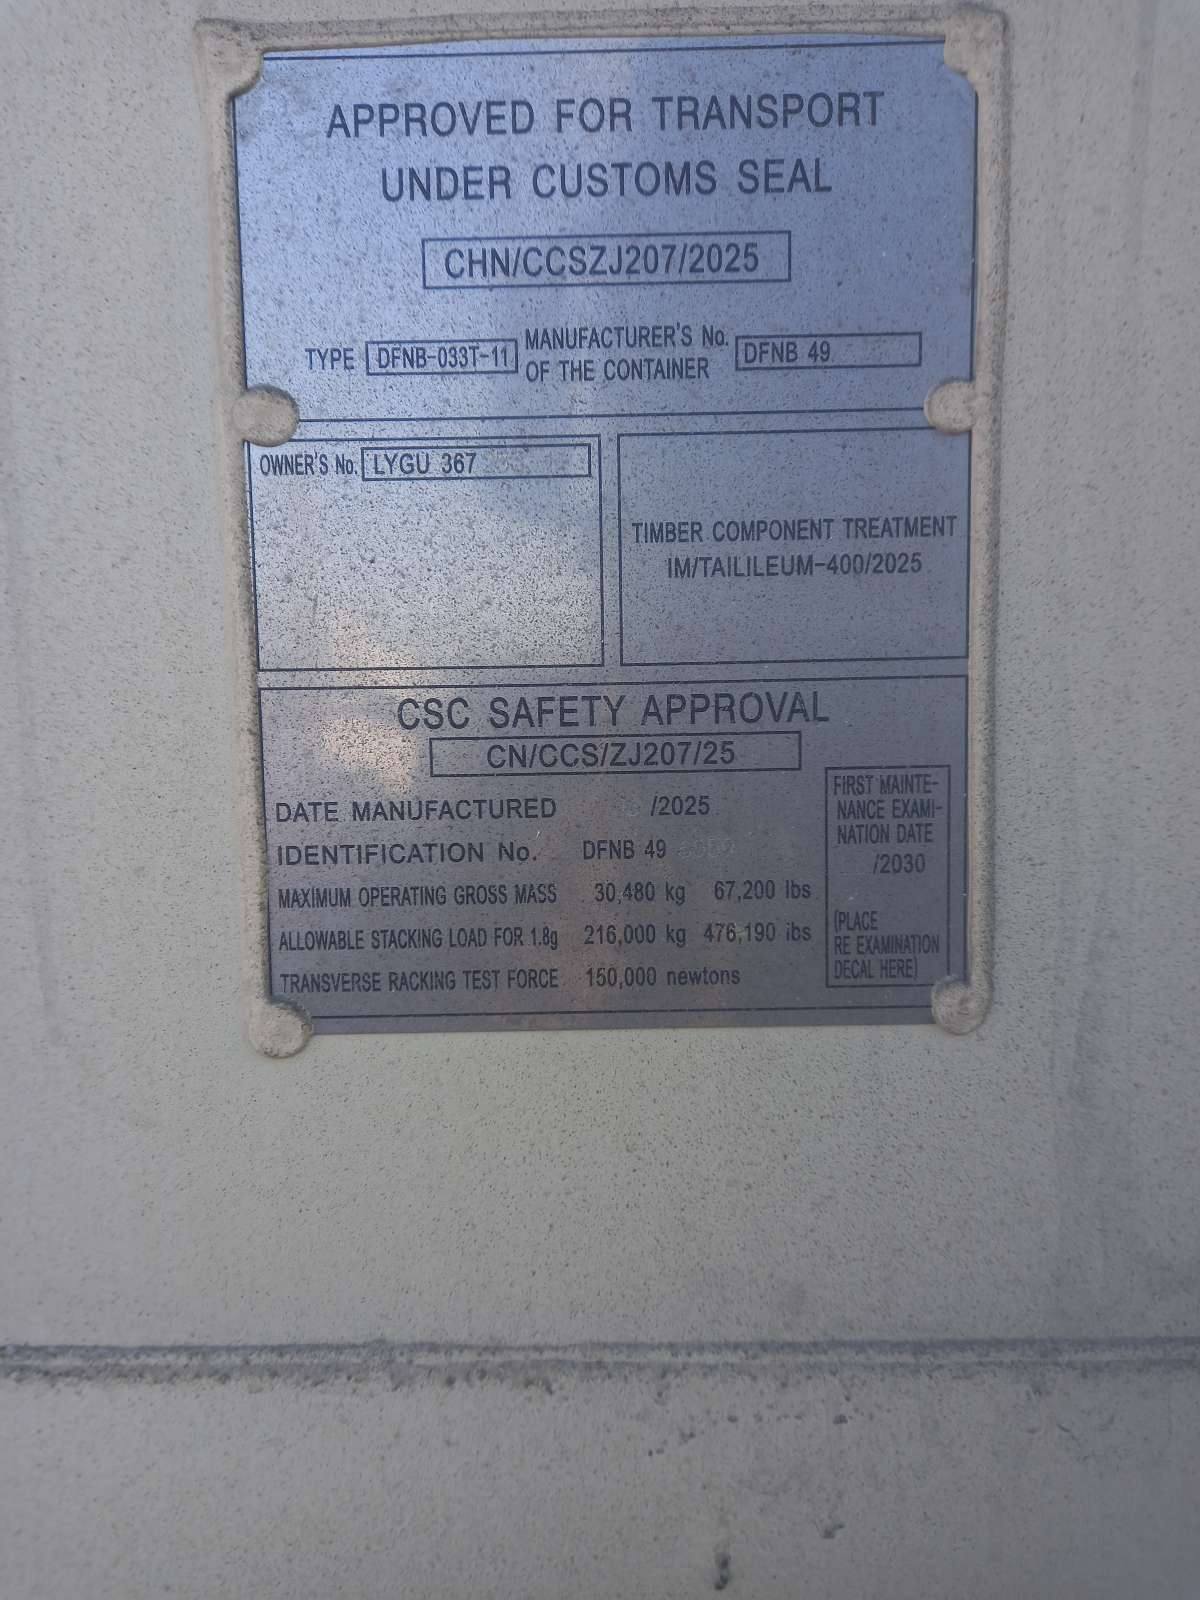 APPROVED FOR TRANSPORT
UNDER CUSTOMS SEAL
CHN/CCSZJ207/2025
TYPE DFNB-033T-11 MANUFACTURER'S No. OF THE CONTAINER DFNB 49
OWNER'S No. LYGU 367
TIMBER COMPONENT TREATMENT
IM/TAILILEUM-400/2025
CSC SAFETY APPROVAL
CN/CCS/ZJ207/25
DATE MANUFACTURED /2025
IDENTIFICATION No. DFNB 49
MAXIMUM OPERATING GROSS MASS 30,480 kg 67,200 lbs
ALLOWABLE STACKING LOAD FOR 1.8g 216,000 kg 476,190 lbs
TRANSVERSE RACKING TEST FORCE 150,000 newtons
FIRST MAINTE-
NANCE EXAMI-
NATION DATE
/2030
(PLACE
RE EXAMINATION
DECAL HERE)